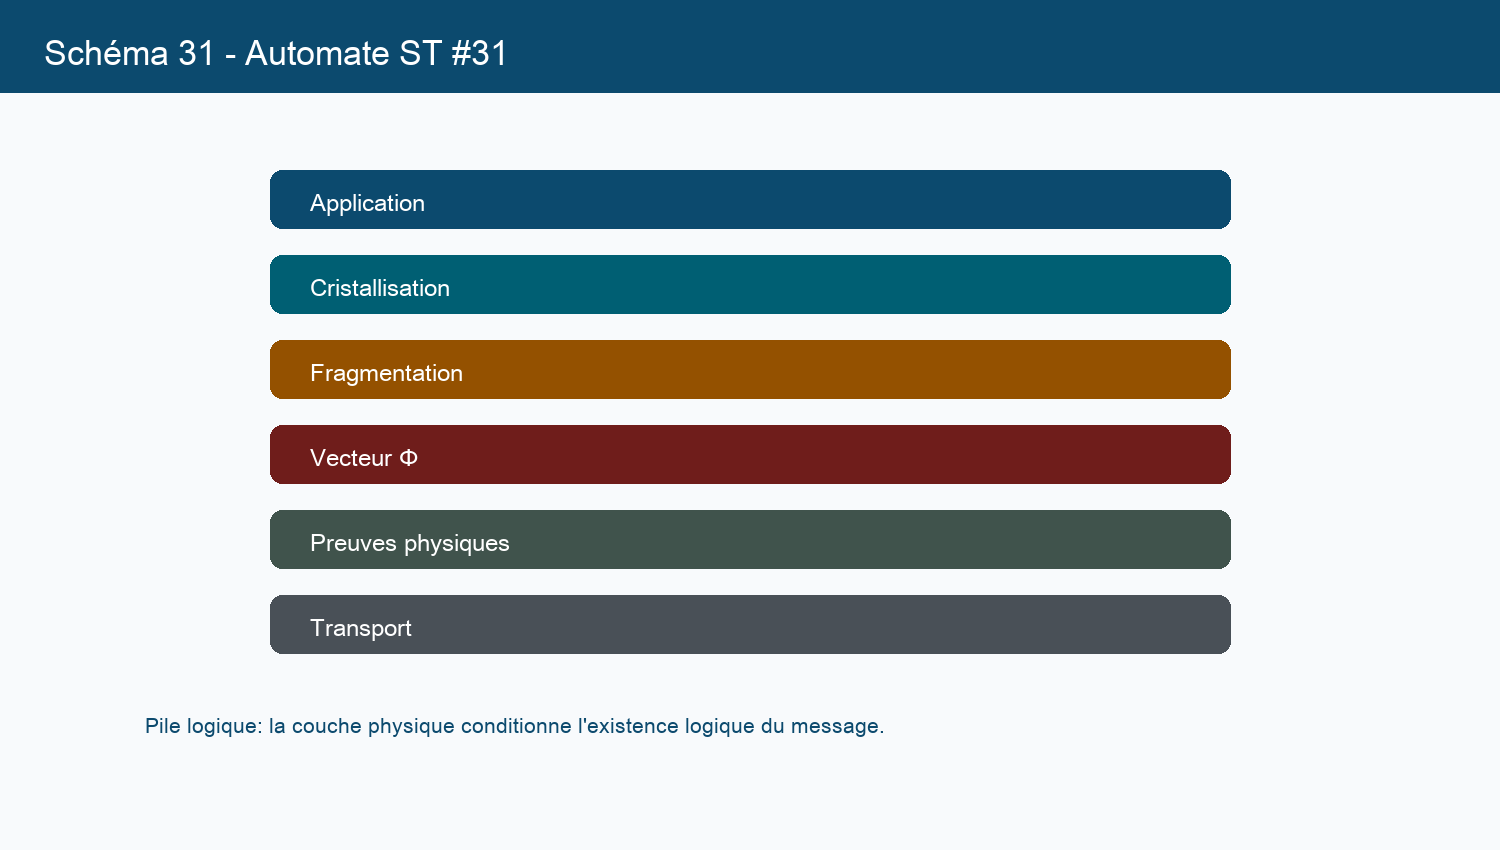 Schéma 31 - Automate ST #31
Application
Cristallisation
Fragmentation
Vecteur Φ
Preuves physiques
Transport
Pile logique: la couche physique conditionne l'existence logique du message.